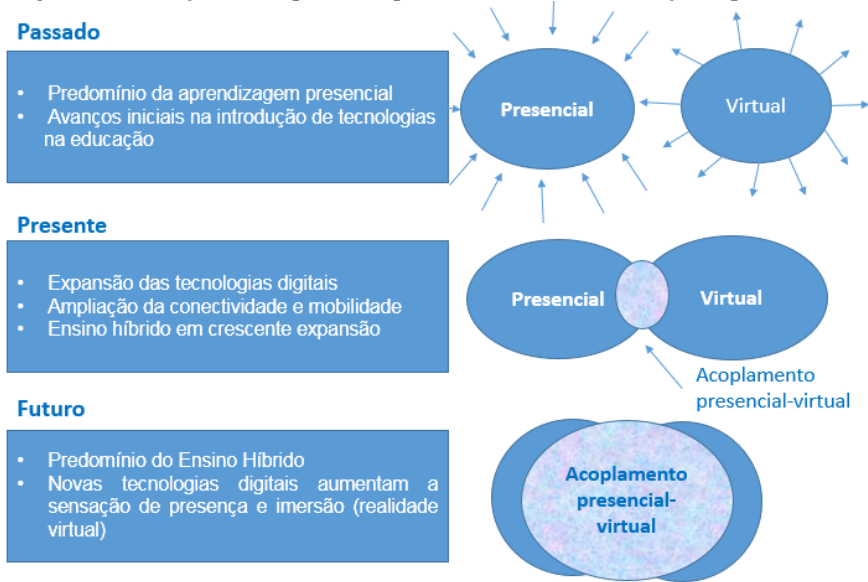 Passado
• Predomínio da aprendizagem presencial
• Avanços iniciais na introdução de tecnologias
na educação
Presencial
Virtual
Presente
• Expansão das tecnologias digitais
• Ampliação da conectividade e mobilidade
• Ensino híbrido em crescente expansão
Presencial
Virtual
Acoplamento
presencial-virtual
Futuro
• Predomínio do Ensino Híbrido
• Novas tecnologias digitais aumentam a
sensação de presença e imersão (realidade
virtual)
Acoplamento
presencial-
virtual